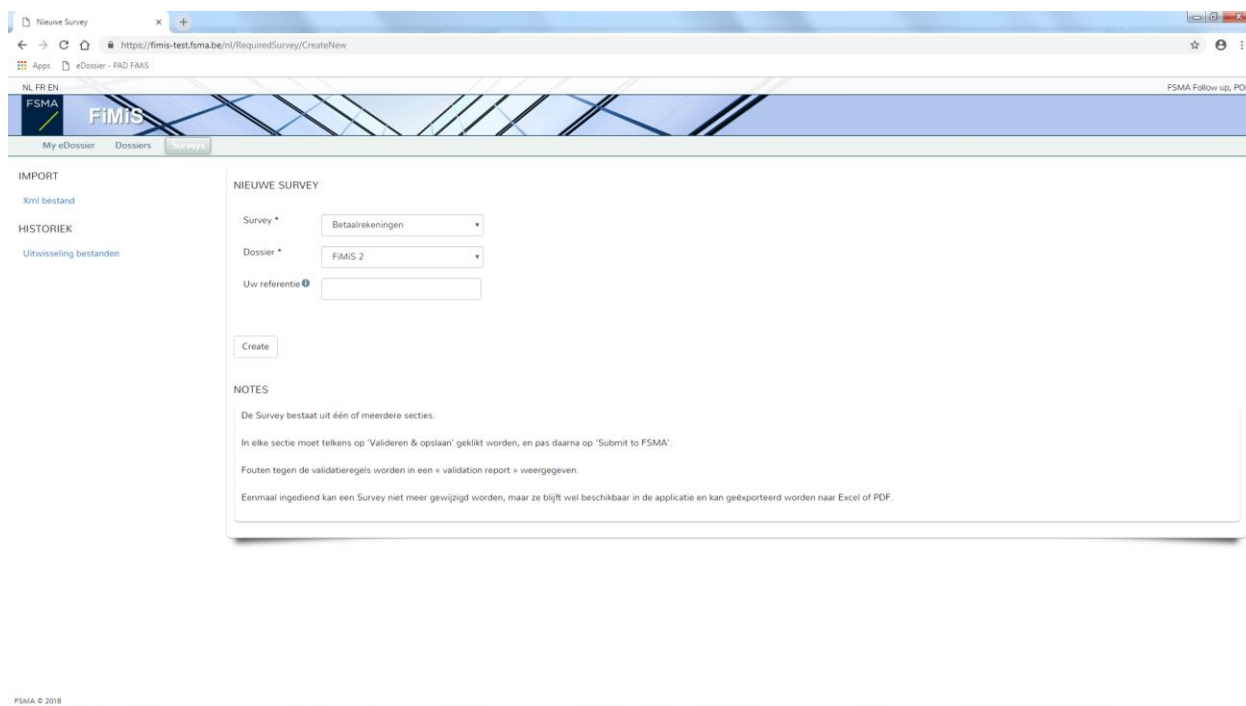 Nieuwe Survey
https://fimis-test.fsma.be/nl/RequiredSurvey/CreateNew
Apps eDossier - PAD FiMiS
NL FR EN
FSMA Follow up, PO
FSMA
FiMiS
My eDossier Dossiers Surveys
IMPORT
Xml bestand
HISTORIEK
Uitwisseling bestanden
NIEUWE SURVEY
Survey *
Betaalrekeningen
Dossier *
FiMiS 2
Uw referentie
Create
NOTES
De Survey bestaat uit één of meerdere secties.
In elke sectie moet telkens op 'Valideren & opslaan' geklikt worden, en pas daarna op 'Submit to FSMA'.
Fouten tegen de validatieregels worden in een « validation report » weergegeven.
Eenmaal ingediend kan een Survey niet meer gewijzigd worden, maar ze blijft wel beschikbaar in de applicatie en kan geëxporteerd worden naar Excel of PDF.
FSMA © 2018